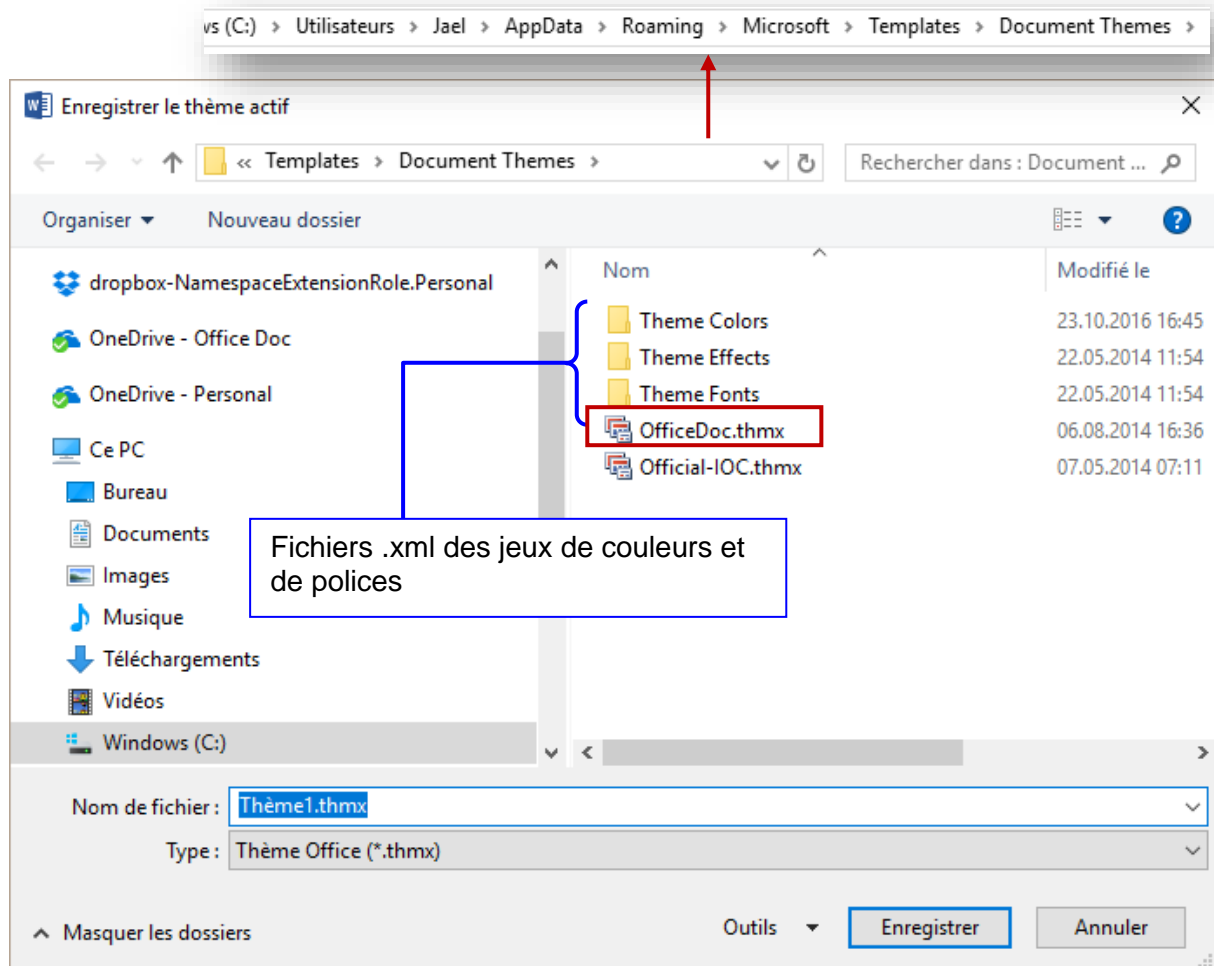 vs (C:) > Utilisateurs > Jael > AppData > Roaming > Microsoft > Templates > Document Themes >
Enregistrer le thème actif
« Templates > Document Themes >
Rechercher dans : Document ...
Organiser
Nouveau dossier
dropbox-NamespaceExtensionRole.Personal
OneDrive - Office Doc
OneDrive - Personal
Ce PC
Bureau
Documents
Images
Musique
Téléchargements
Vidéos
Windows (C:)
Nom Modifié le
Theme Colors 23.10.2016 16:45
Theme Effects 22.05.2014 11:54
Theme Fonts 22.05.2014 11:54
OfficeDoc.thmx 06.08.2014 16:36
Official-IOC.thmx 07.05.2014 07:11
Fichiers .xml des jeux de couleurs et
de polices
Nom de fichier : Thème1.thmx
Type : Thème Office (*.thmx)
Masquer les dossiers
Outils
Enregistrer
Annuler